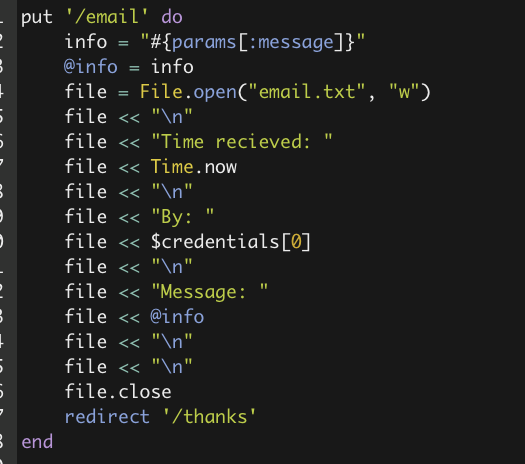 put '/email' do
    info = "#{params[:message]}"
    @info = info
    file = File.open("email.txt", "w")
    file << "\n"
    file << "Time recieved: "
    file << Time.now
    file << "\n"
    file << "By: "
    file << $credentials[0]
    file << "\n"
    file << "Message: "
    file << @info
    file << "\n"
    file << "\n"
    file.close
    redirect '/thanks'
end